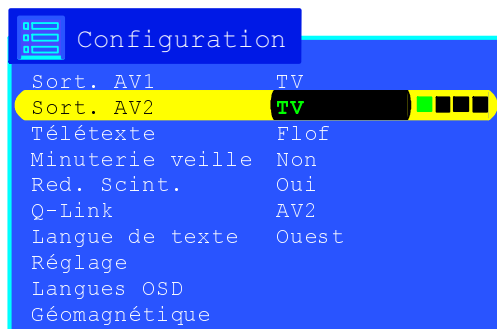 Configuration
Sort. AV1 TV
Sort. AV2 TV
Télétexte Flof
Minuterie veille Non
Red. Scint. Oui
Q-Link AV2
Langue de texte Ouest
Réglage
Langues OSD
Géomagnétique